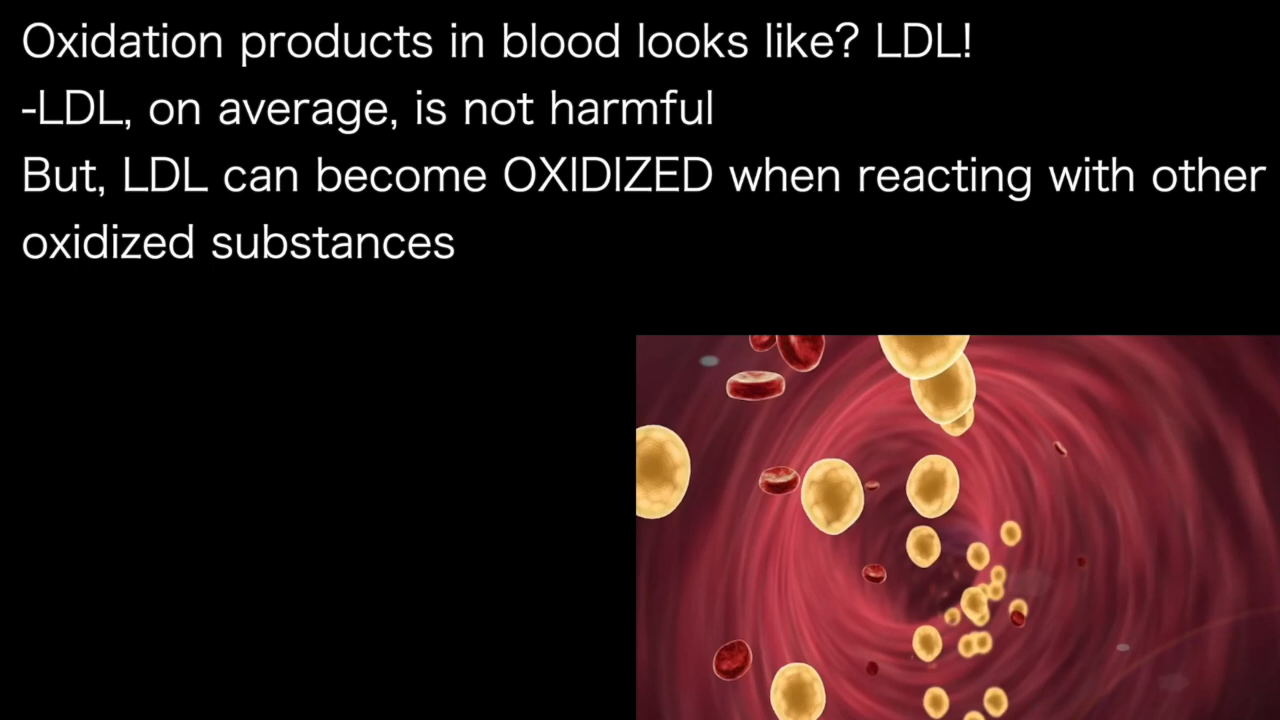 Oxidation products in blood looks like? LDL!
-LDL, on average, is not harmful
But, LDL can become OXIDIZED when reacting with other
oxidized substances